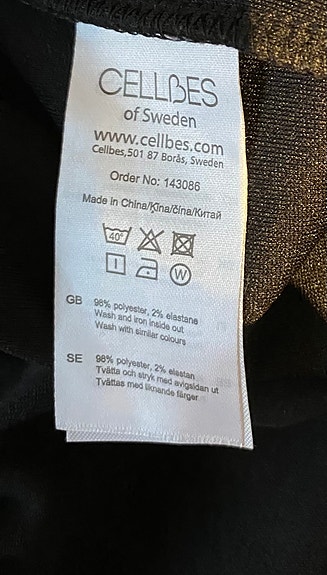 CELLBES
of Sweden
www.cellbes.com
Cellbes,501 87 Borås, Sweden
Order No: 143086
Made in China/Ķīna/čína/Китай
40°
W
GB 98% polyester, 2% elastane
Wash and iron inside out
Wash with similar colours
SE 98% polyester, 2% elastan
Tvätta och stryk med avigsidan ut
Tvättas med liknande färger